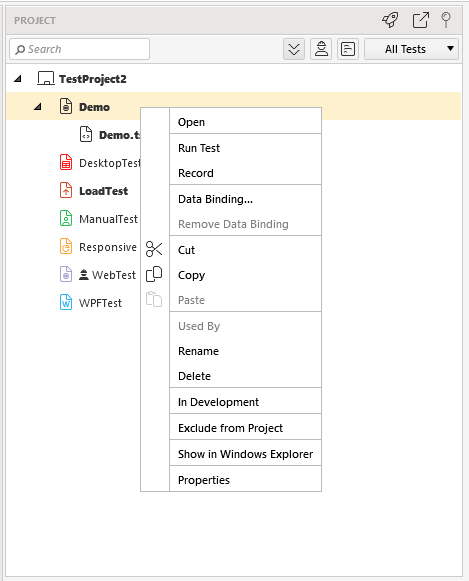 PROJECT
Search
All Tests
TestProject2
Demo
Demo.ts
DesktopTest
LoadTest
ManualTest
Responsive
WebTest
WPFTest
Open
Run Test
Record
Data Binding...
Remove Data Binding
Cut
Copy
Paste
Used By
Rename
Delete
In Development
Exclude from Project
Show in Windows Explorer
Properties